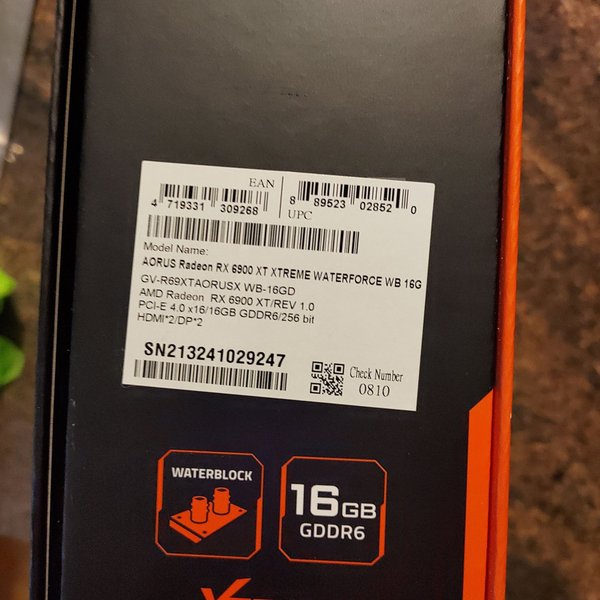 EAN
4 719331 309268
8 89523 02852 0
UPC
Model Name:
AORUS Radeon RX 6900 XT XTREME WATERFORCE WB 16G
GV-R69XTAORUSX WB-16GD
AMD Radeon RX 6900 XT/REV 1.0
PCI-E 4.0 x16/16GB GDDR6/256 bit
HDMI*2/DP*2
SN213241029247
Check Number
0810
WATERBLOCK
16GB
GDDR6